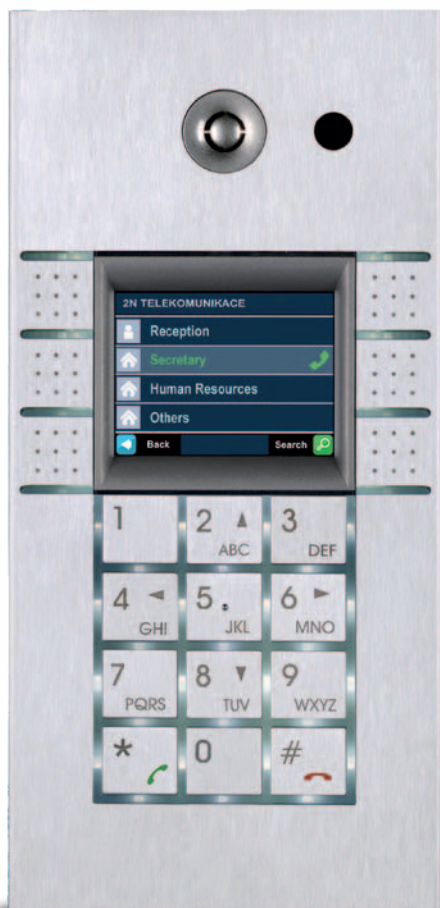 2N TELEKOMUNIKACE
Reception
Secretary
Human Resources
Others
Back Search
1 2 ABC 3 DEF
4 GHI 5 JKL 6 MNO
7 PQRS 8 TUV 9 WXYZ
* 0 #